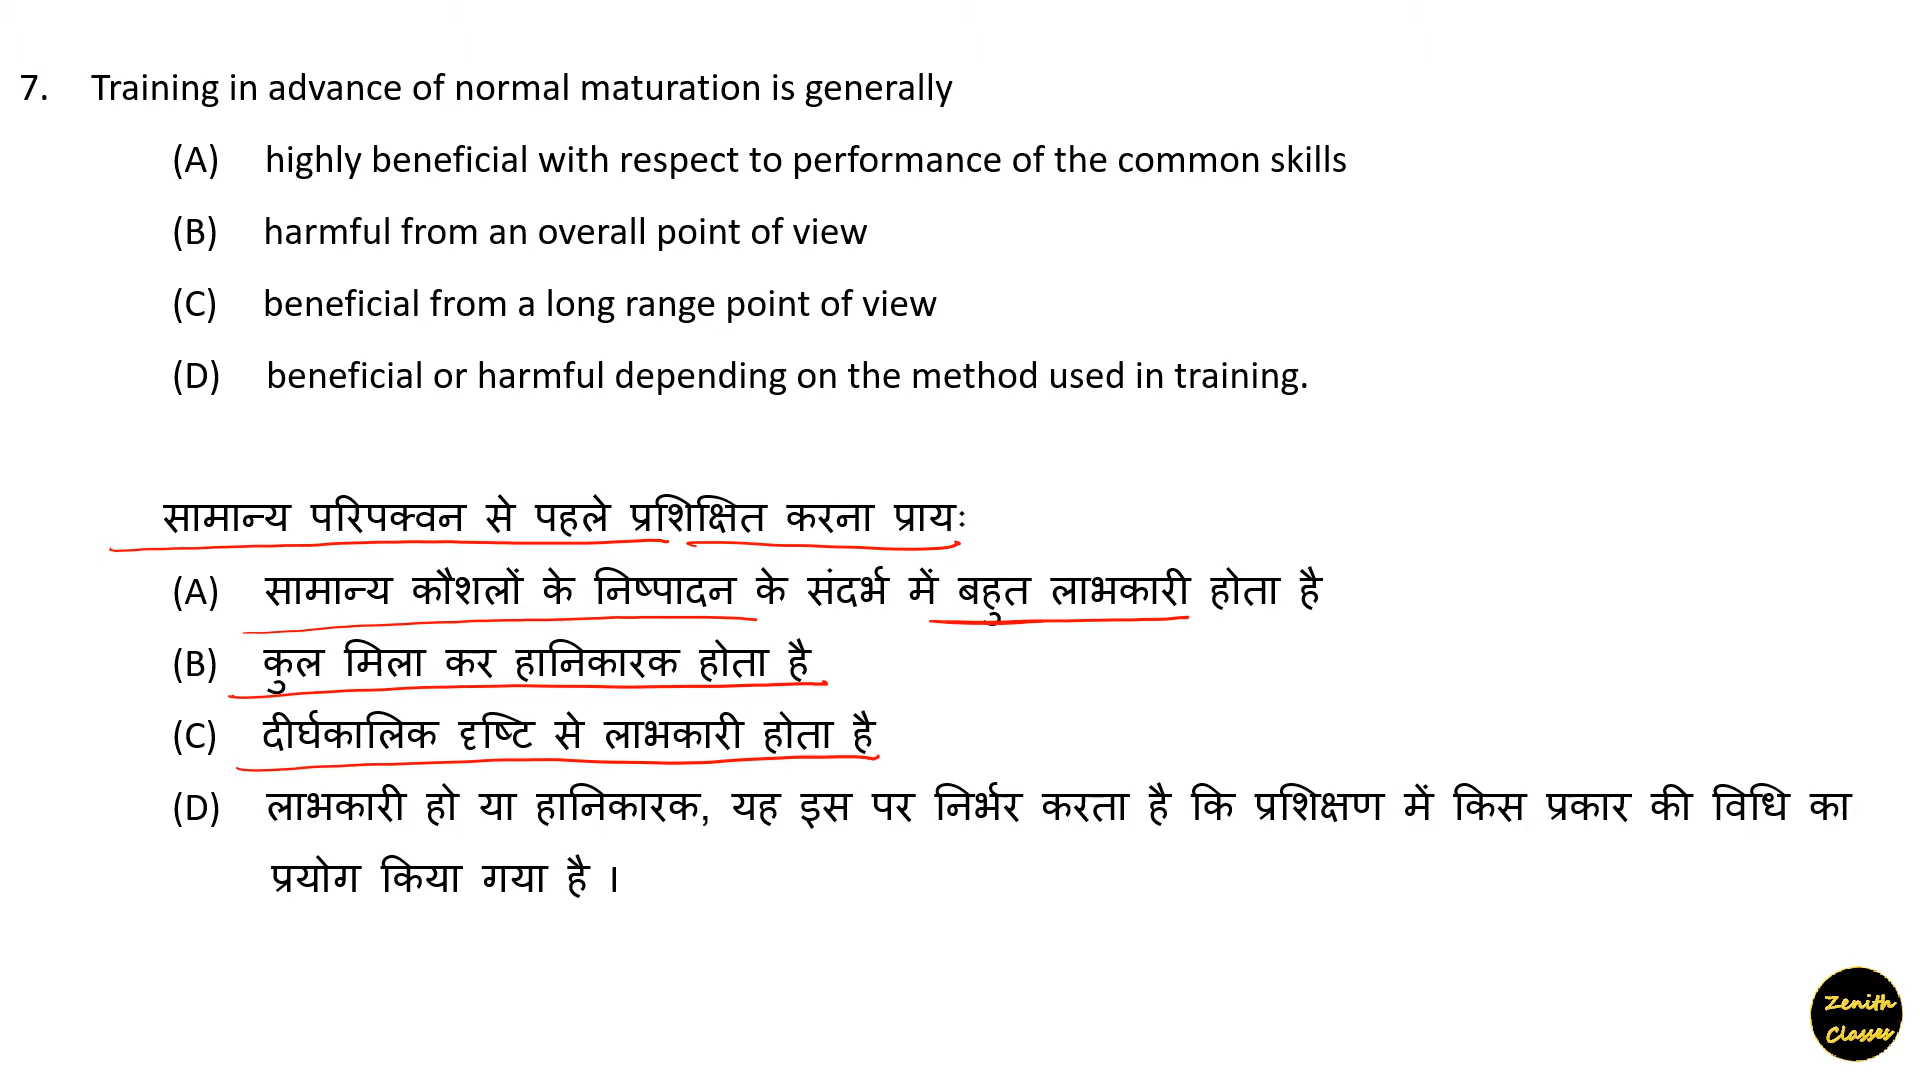 7. Training in advance of normal maturation is generally
(A) highly beneficial with respect to performance of the common skills
(B) harmful from an overall point of view
(C) beneficial from a long range point of view
(D) beneficial or harmful depending on the method used in training.
सामान्य परिपक्वन से पहले प्रशिक्षित करना प्रायः
(A) सामान्य कौशलों के निष्पादन के संदर्भ में बहुत लाभकारी होता है
(B) कुल मिला कर हानिकारक होता है
(C) दीर्घकालिक दृष्टि से लाभकारी होता है
(D) लाभकारी हो या हानिकारक, यह इस पर निर्भर करता है कि प्रशिक्षण में किस प्रकार की विधि का
प्रयोग किया गया है ।
Zenith
Classes